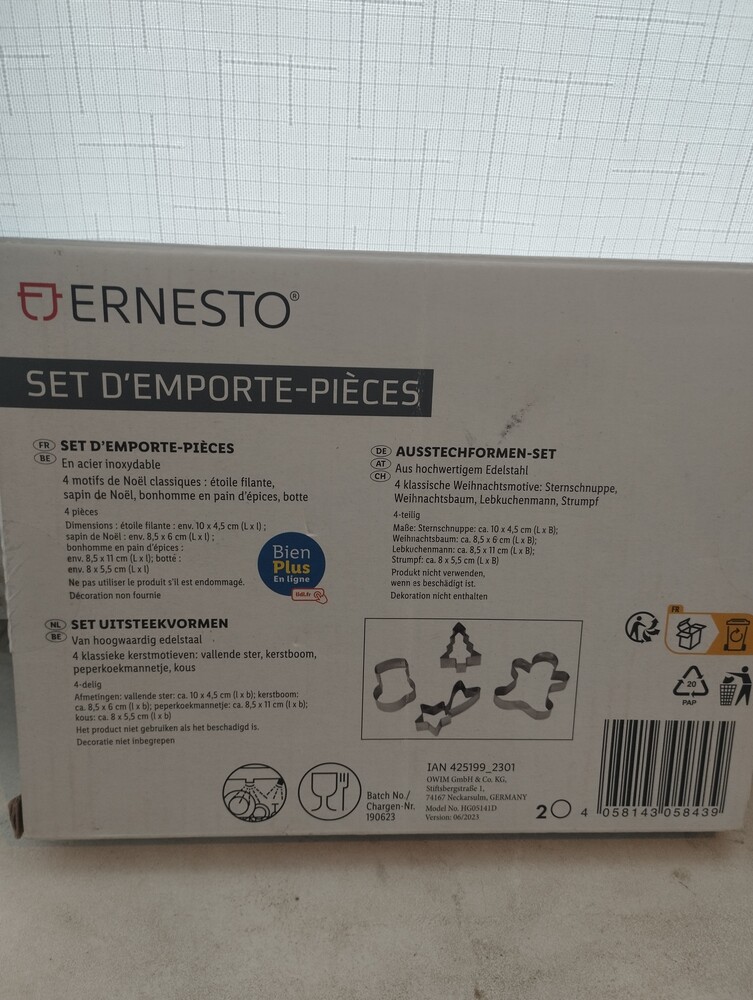 ERNESTO®
SET D'EMPORTE-PIÈCES
FR
BE
SET D'EMPORTE-PIÈCES
En acier inoxydable
4 motifs de Noël classiques : étoile filante,
sapin de Noël, bonhomme en pain d'épices, botte
4 pièces
Dimensions : étoile filante : env. 10 x 4,5 cm (L x l) ;
sapin de Noël : env. 8,5 x 6 cm (L x l) ;
bonhomme en pain d'épices :
env. 8,5 x 11 cm (L x l); botte :
env. 8 x 5,5 cm (L x l)
Ne pas utiliser le produit s'il est endommagé.
Décoration non fournie
Bien
Plus
En ligne
lidl.fr
NL
BE
SET UITSTEEKVORMEN
Van hoogwaardig edelstaal
4 klassieke kerstmotieven: vallende ster, kerstboom,
peperkoekmannetje, kous
4-delig
Afmetingen: vallende ster: ca. 10 x 4,5 cm (l x b); kerstboom:
ca. 8,5 x 6 cm (l x b); peperkoekmannetje: ca. 8,5 x 11 cm (l x b);
kous: ca. 8 x 5,5 cm (l x b)
Het product niet gebruiken als het beschadigd is.
Decoratie niet inbegrepen
DE
AT
CH
AUSSTECHFORMEN-SET
Aus hochwertigem Edelstahl
4 klassische Weihnachtsmotive: Sternschnuppe,
Weihnachtsbaum, Lebkuchenmann, Strumpf
4-teilig
Maße: Sternschnuppe: ca. 10 x 4,5 cm (L x B);
Weihnachtsbaum: ca. 8,5 x 6 cm (L x B);
Lebkuchenmann: ca. 8,5 x 11 cm (L x B);
Strumpf: ca. 8 x 5,5 cm (L x B)
Produkt nicht verwenden,
wenn es beschädigt ist.
Dekoration nicht enthalten
FR
20
PAP
Batch No./
Chargen-Nr.
190623
IAN 425199_2301
OWIM GmbH & Co. KG,
Stiftsbergstraße 1,
74167 Neckarsulm, GERMANY
Model No. HG05141D
Version: 06/2023
2
4 058143 058439